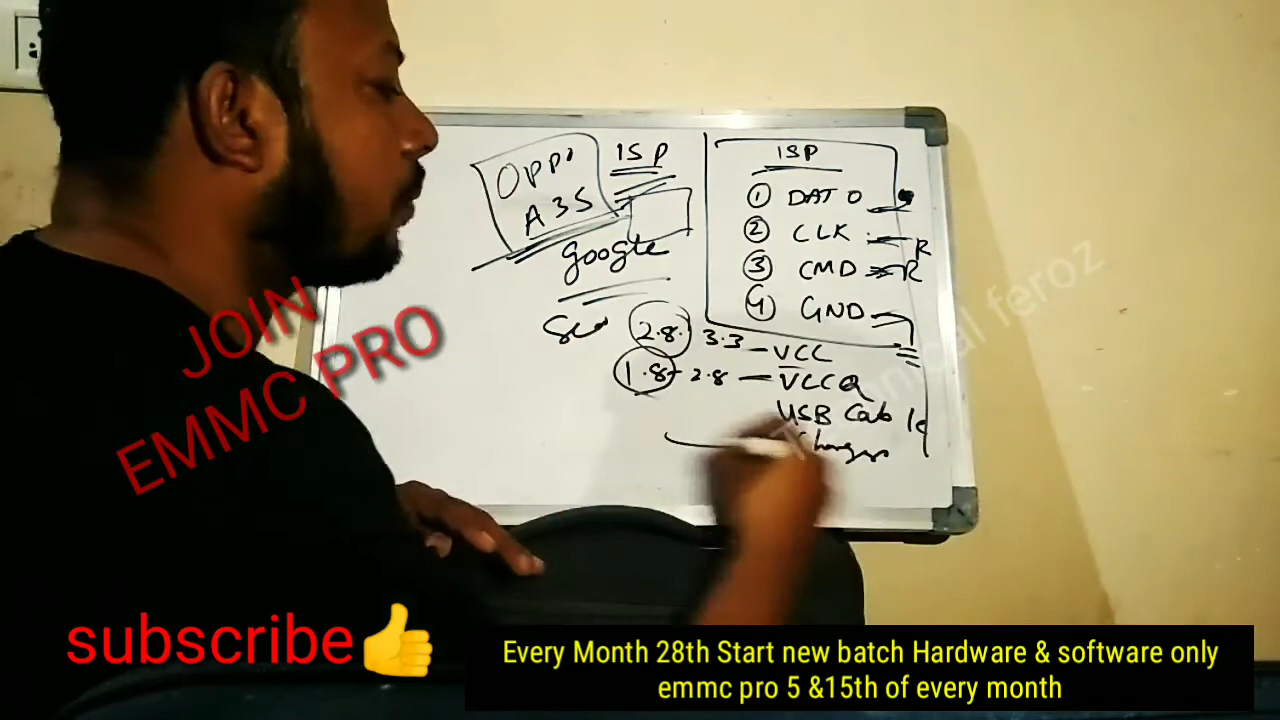 OPPO
A35
ISP
google
ISP
① DAT 0
② CLK R
③ CMD R
④ GND
2.8. 3.3 — VCC
1.8 - 2.8 — VCCQ
USB Cable
JOIN
EMMC PRO
feroz
subscribe👍
Every Month 28th Start new batch Hardware & software only
emmc pro 5 &15th of every month